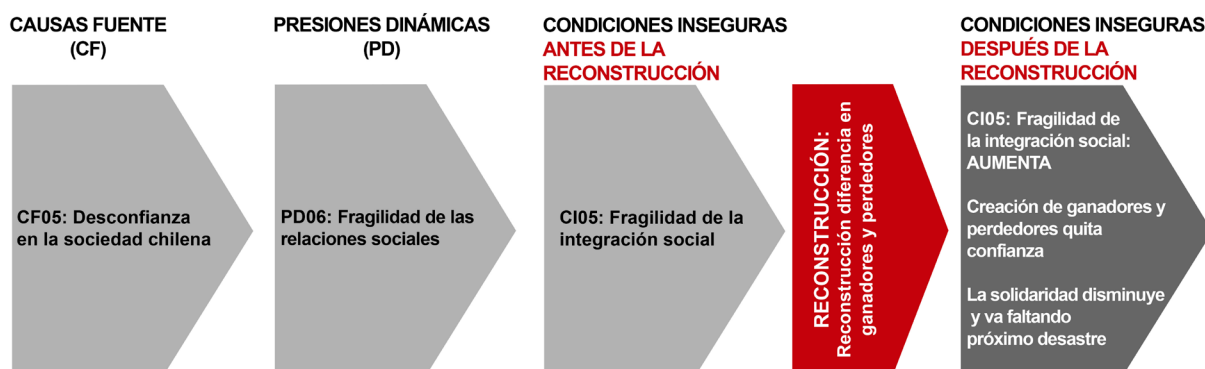 CAUSAS FUENTE
(CF)
CF05: Desconfianza
en la sociedad chilena
PRESIONES DINÁMICAS
(PD)
PD06: Fragilidad de las
relaciones sociales
CONDICIONES INSEGURAS
ANTES DE LA
RECONSTRUCCIÓN
CI05: Fragilidad de la
integración social
RECONSTRUCCIÓN:
Reconstrucción diferencia en
ganadores y perdedores
CONDICIONES INSEGURAS
DESPUÉS DE LA
RECONSTRUCCIÓN
CI05: Fragilidad de
la integración social:
AUMENTA
Creación de ganadores y
perdedores quita
confianza
La solidaridad disminuye
y va faltando
próximo desastre